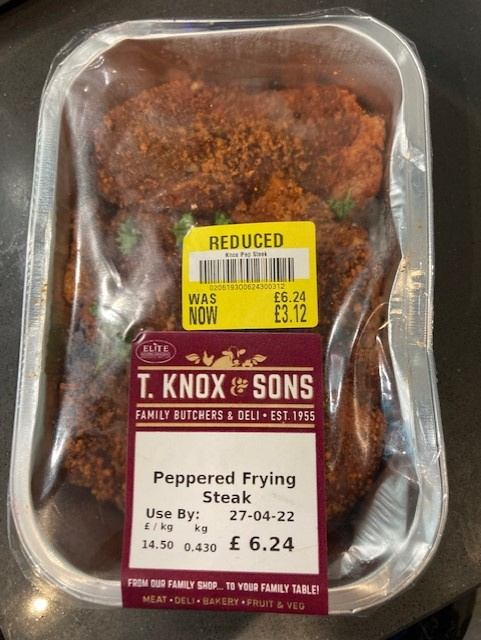 REDUCED
Knox Pep Steak
020619300624300312
WAS £6.24
NOW £3.12
ELITE
T. KNOX & SONS
FAMILY BUTCHERS & DELI • EST. 1955
Peppered Frying
Steak
Use By: 27-04-22
£ / kg kg
14.50 0.430 £ 6.24
FROM OUR FAMILY SHOP... TO YOUR FAMILY TABLE!
MEAT • DELI • BAKERY • FRUIT & VEG